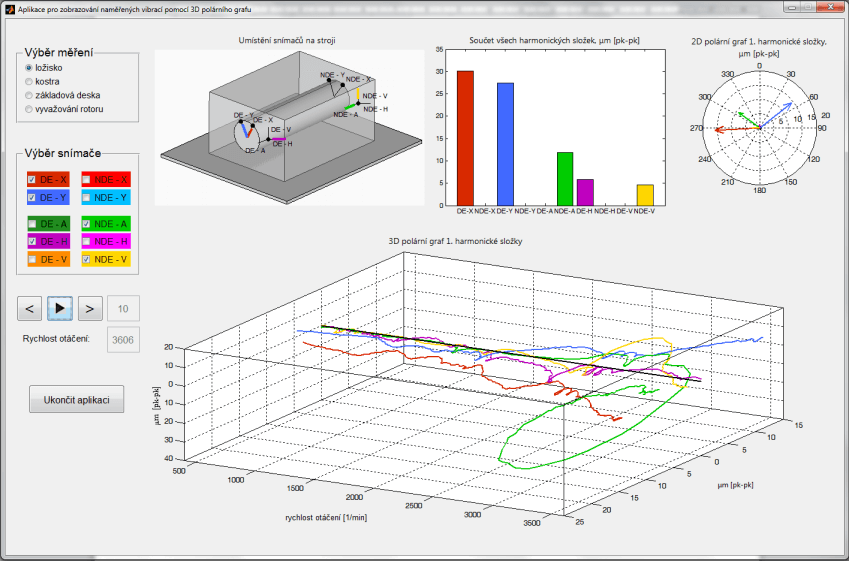 Aplikace pro zobrazování naměřených vibrací pomocí 3D polárního grafu
Výběr měření
ložisko
kostra
základová deska
vyvažování rotoru
Výběr snímače
DE - X NDE - X
DE - Y NDE - Y
DE - A NDE - A
DE - H NDE - H
DE - V NDE - V
< > 10
Rychlost otáčení: 3606
Ukončit aplikaci
Umístění snímačů na stroji
NDE - Y
NDE - X
NDE - V
NDE - H
NDE - A
DE - Y
DE - X
DE - V
DE - H
DE - A
Součet všech harmonických složek, µm [pk-pk]
35
30
25
20
15
10
5
0
DE-X NDE-X DE-Y NDE-Y DE-A NDE-A DE-H NDE-H DE-V NDE-V
2D polární graf 1. harmonické složky,
µm [pk-pk]
0
330 30
300 60
5 10 15 20
270 90
240 120
210 150
180
3D polární graf 1. harmonické složky
20
10
0
10
20
30
40
µm [pk-pk]
500
1000
1500
2000
2500
3000
3500
rychlost otáčení [1/min]
25
20
15
10
5
0
5
10
15
µm [pk-pk]